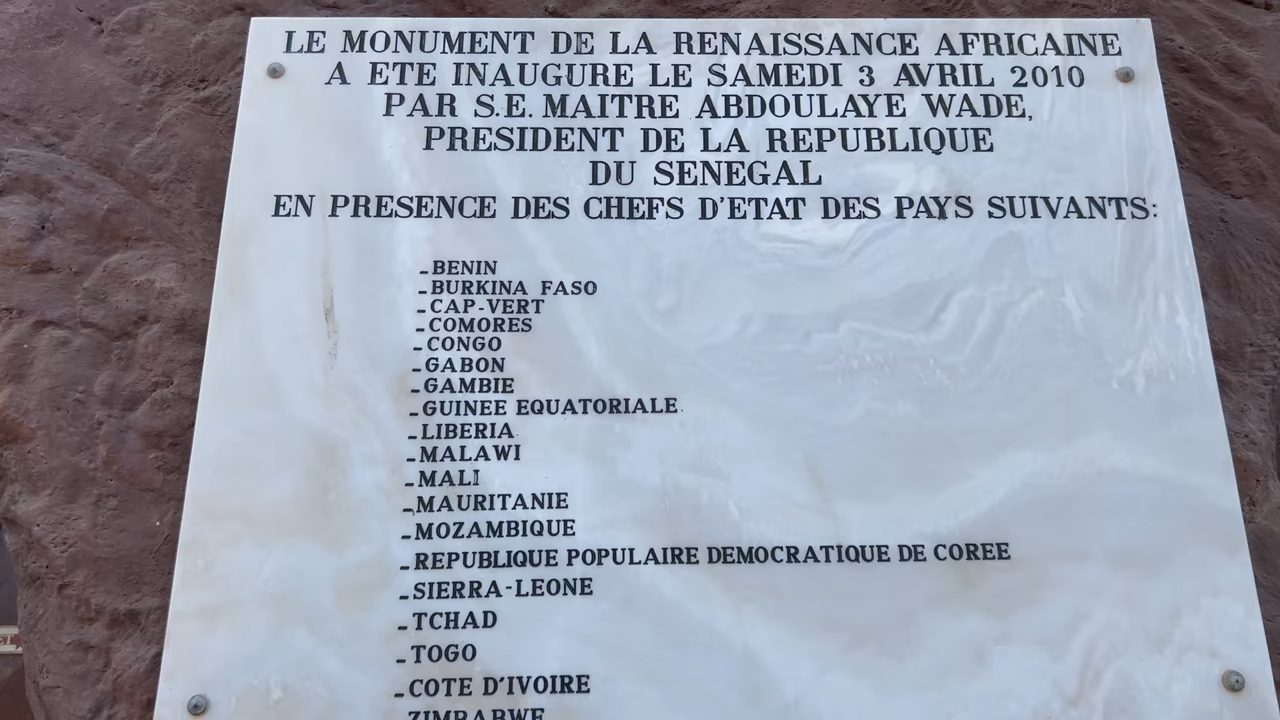 LE MONUMENT DE LA RENAISSANCE AFRICAINE
A ETE INAUGURE LE SAMEDI 3 AVRIL 2010
PAR S.E. MAITRE ABDOULAYE WADE,
PRESIDENT DE LA REPUBLIQUE
DU SENEGAL
EN PRESENCE DES CHEFS D'ETAT DES PAYS SUIVANTS:
-BENIN
-BURKINA FASO
-CAP-VERT
-COMORES
-CONGO
-GABON
-GAMBIE
-GUINEE EQUATORIALE
-LIBERIA
-MALAWI
-MALI
-MAURITANIE
-MOZAMBIQUE
-REPUBLIQUE POPULAIRE DEMOCRATIQUE DE COREE
-SIERRA-LEONE
-TCHAD
-TOGO
-COTE D'IVOIRE
ZIMBABWE